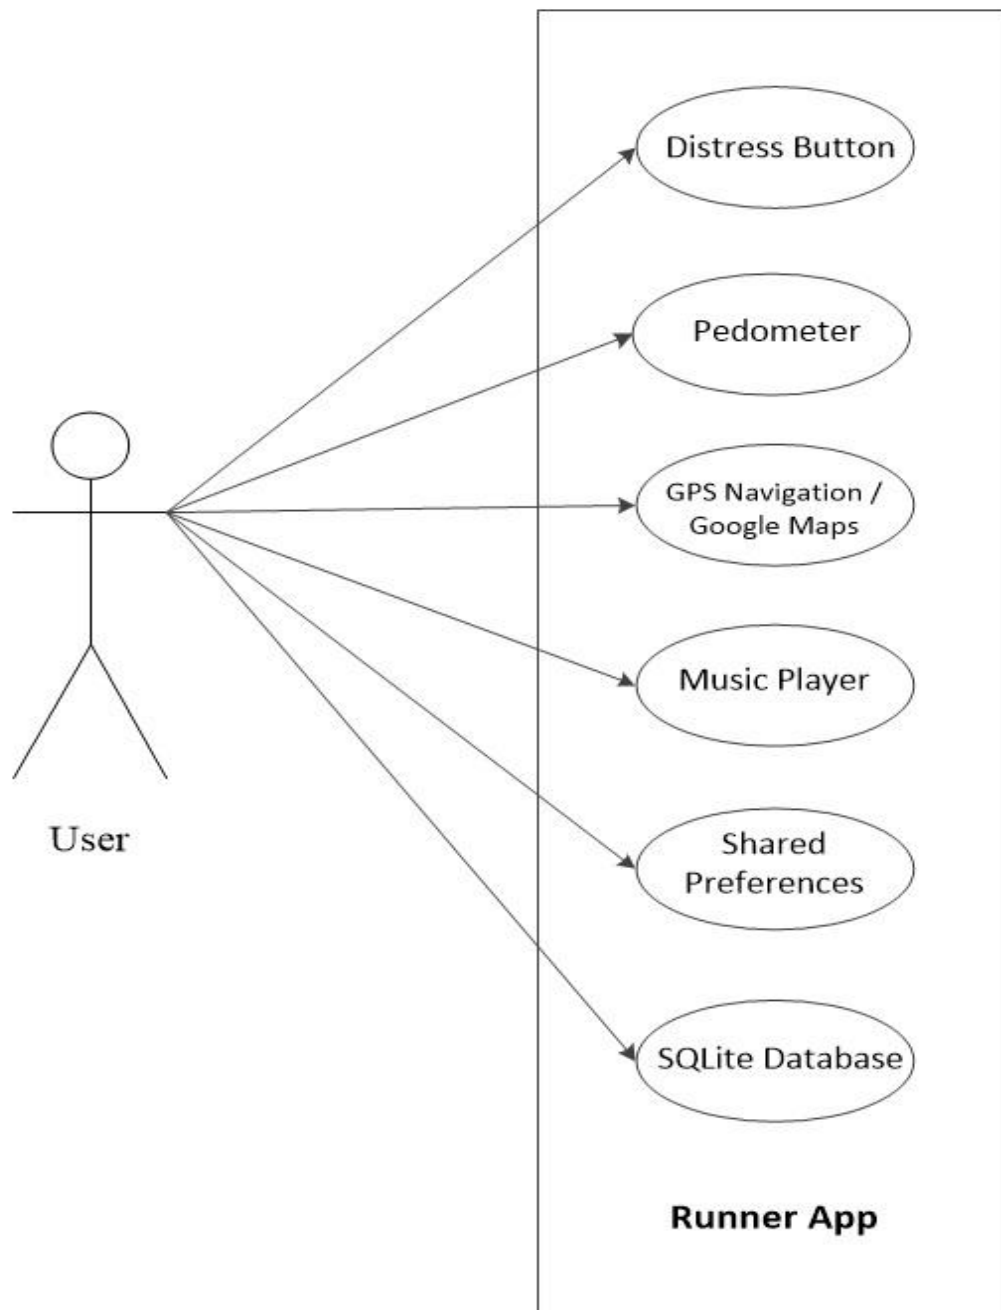 Distress Button
Pedometer
GPS Navigation /
Google Maps
Music Player
User
Shared
Preferences
SQLite Database
Runner App